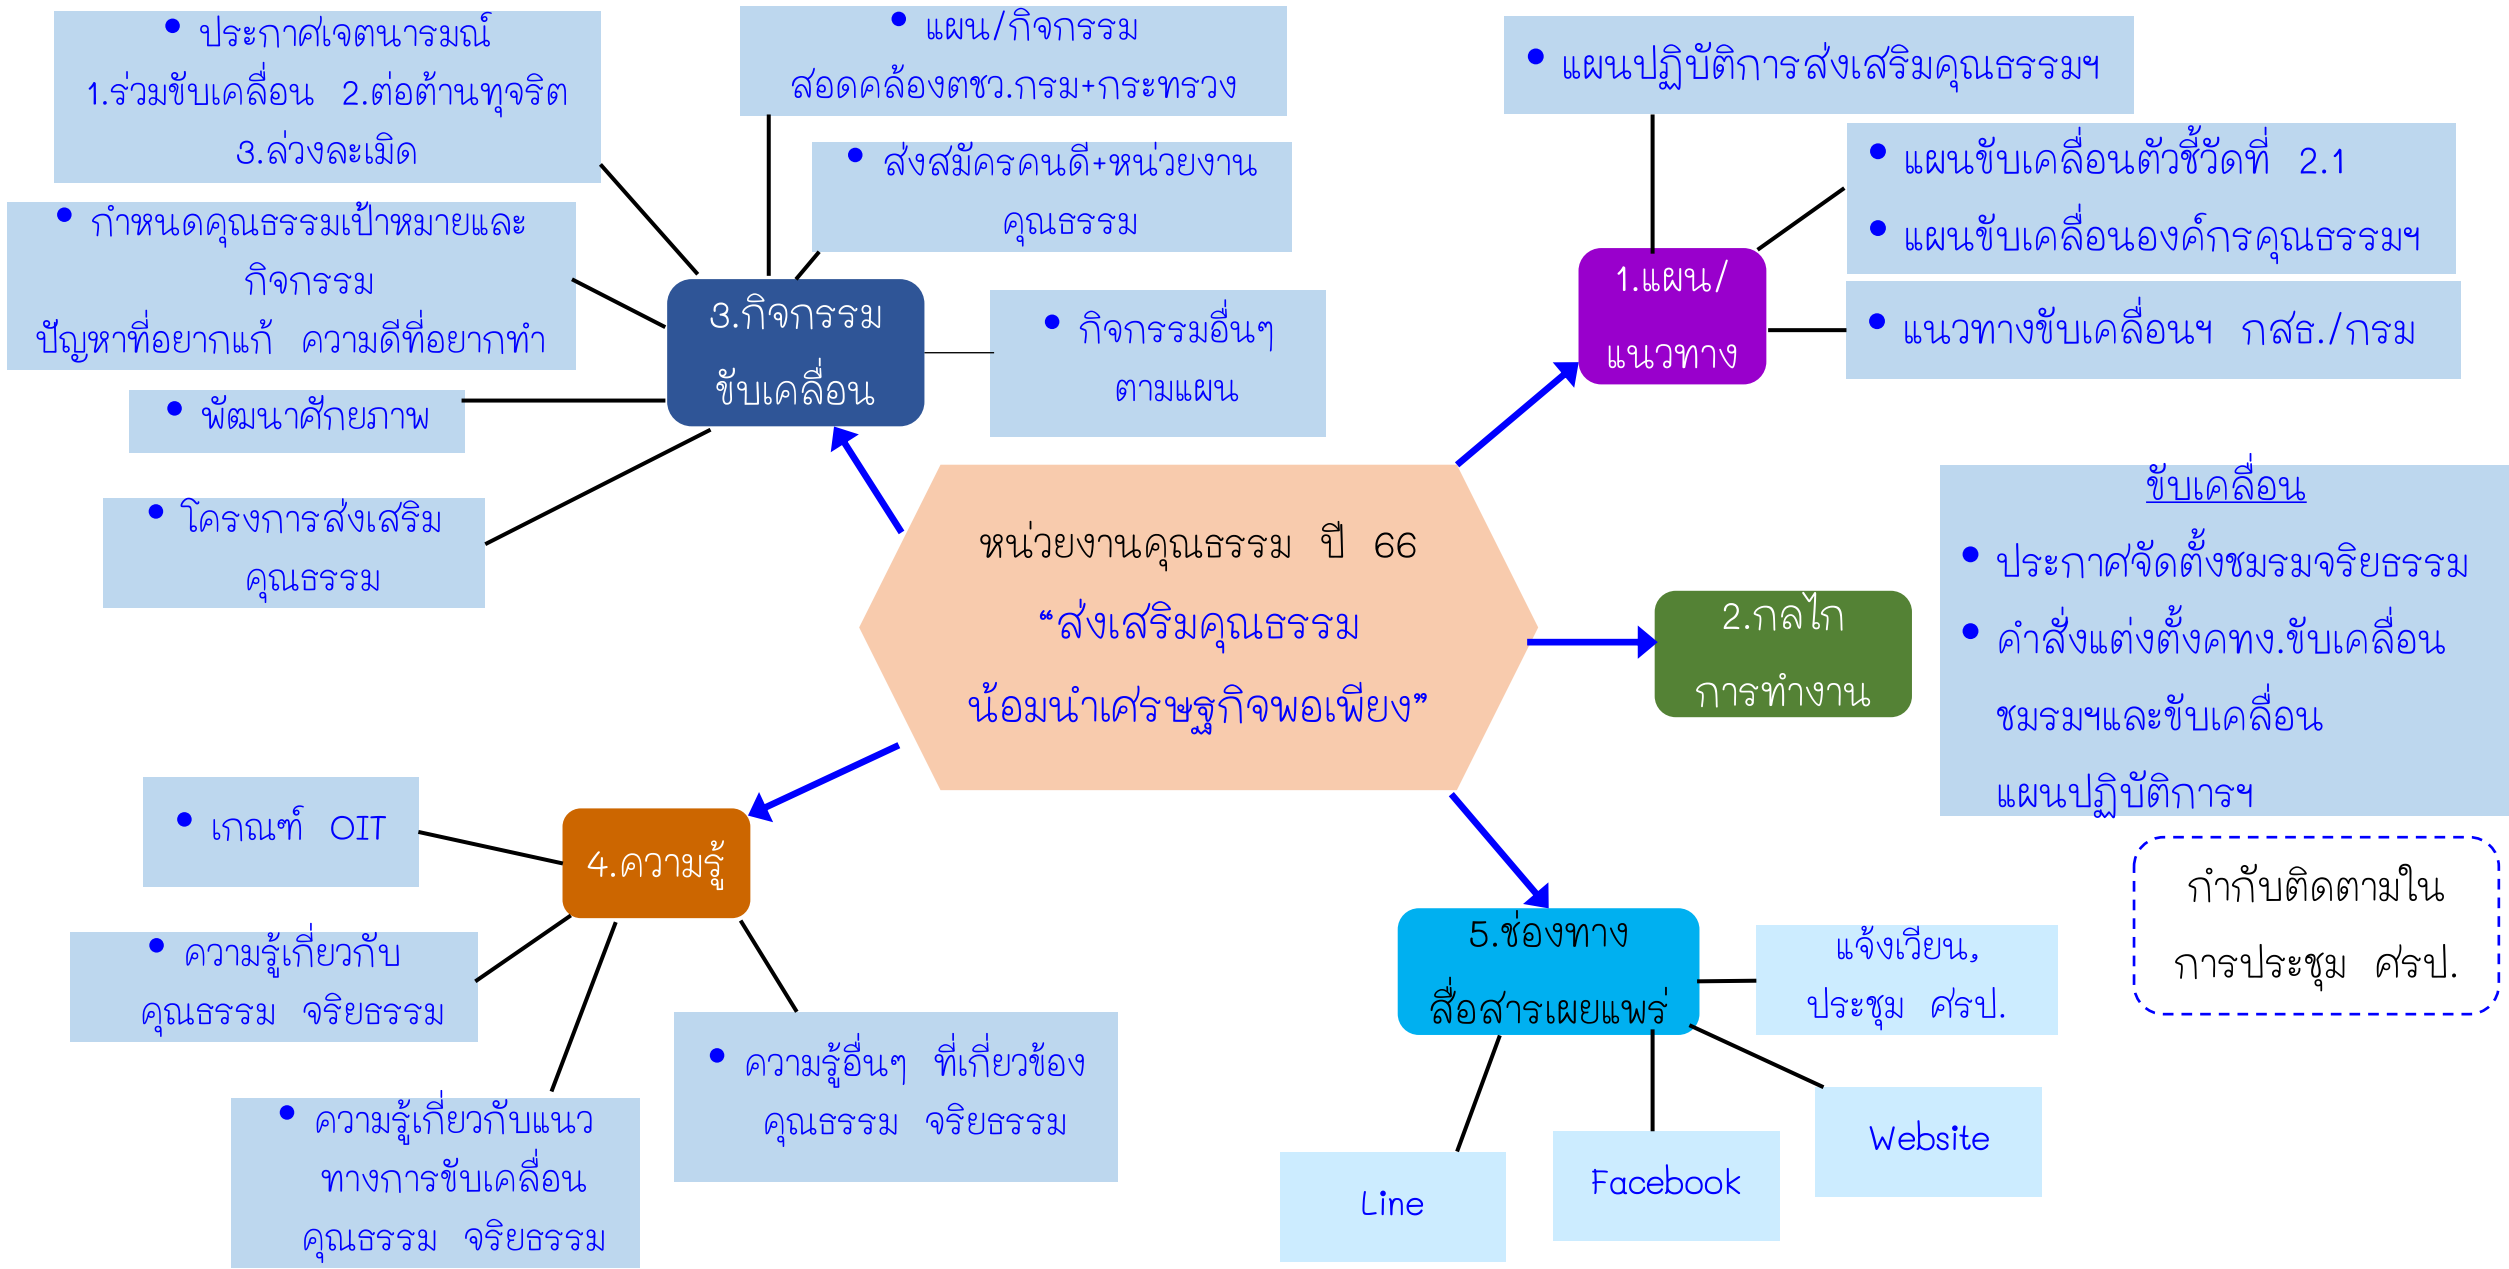 • ประกาศเจตนารมณ์
1.ร่วมขับเคลื่อน 2.ต่อต้านทุจริต
3.ล่วงละเมิด
• แผน/กิจกรรม
สอดคล้องตชว.กรม+กระทรวง
• ส่งสมัครคนดี+หน่วยงาน
คุณธรรม
• กำหนดคุณธรรมเป้าหมายและ
กิจกรรม
ปัญหาที่อยากแก้ ความดีที่อยากทำ
3.กิจกรรม
ขับเคลื่อน
• กิจกรรมอื่นๆ
ตามแผน
• พัฒนาศักยภาพ
• โครงการส่งเสริม
คุณธรรม
• แผนปฏิบัติการส่งเสริมคุณธรรมฯ
• แผนขับเคลื่อนตัวชี้วัดที่ 2.1
• แผนขับเคลื่อนองค์กรคุณธรรมฯ
1.แผน/
แนวทาง
• แนวทางขับเคลื่อนฯ กสธ./กรม
หน่วยงานคุณธรรม ปี 66
“ส่งเสริมคุณธรรม
น้อมนำเศรษฐกิจพอเพียง”
2.กลไก
การทำงาน
ขับเคลื่อน
• ประกาศจัดตั้งชมรมจริยธรรม
• คำสั่งแต่งตั้งคทง.ขับเคลื่อน
ชมรมฯและขับเคลื่อน
แผนปฏิบัติการฯ
กำกับติดตามใน
การประชุม ศรป.
4.ความรู้
• เกณฑ์ OIT
• ความรู้เกี่ยวกับ
คุณธรรม จริยธรรม
• ความรู้เกี่ยวกับแนว
ทางการขับเคลื่อน
คุณธรรม จริยธรรม
• ความรู้อื่นๆ ที่เกี่ยวข้อง
คุณธรรม จริยธรรม
5.ช่องทาง
สื่อสารเผยแพร่
แจ้งเวียน,
ประชุม ศรป.
Website
Facebook
Line